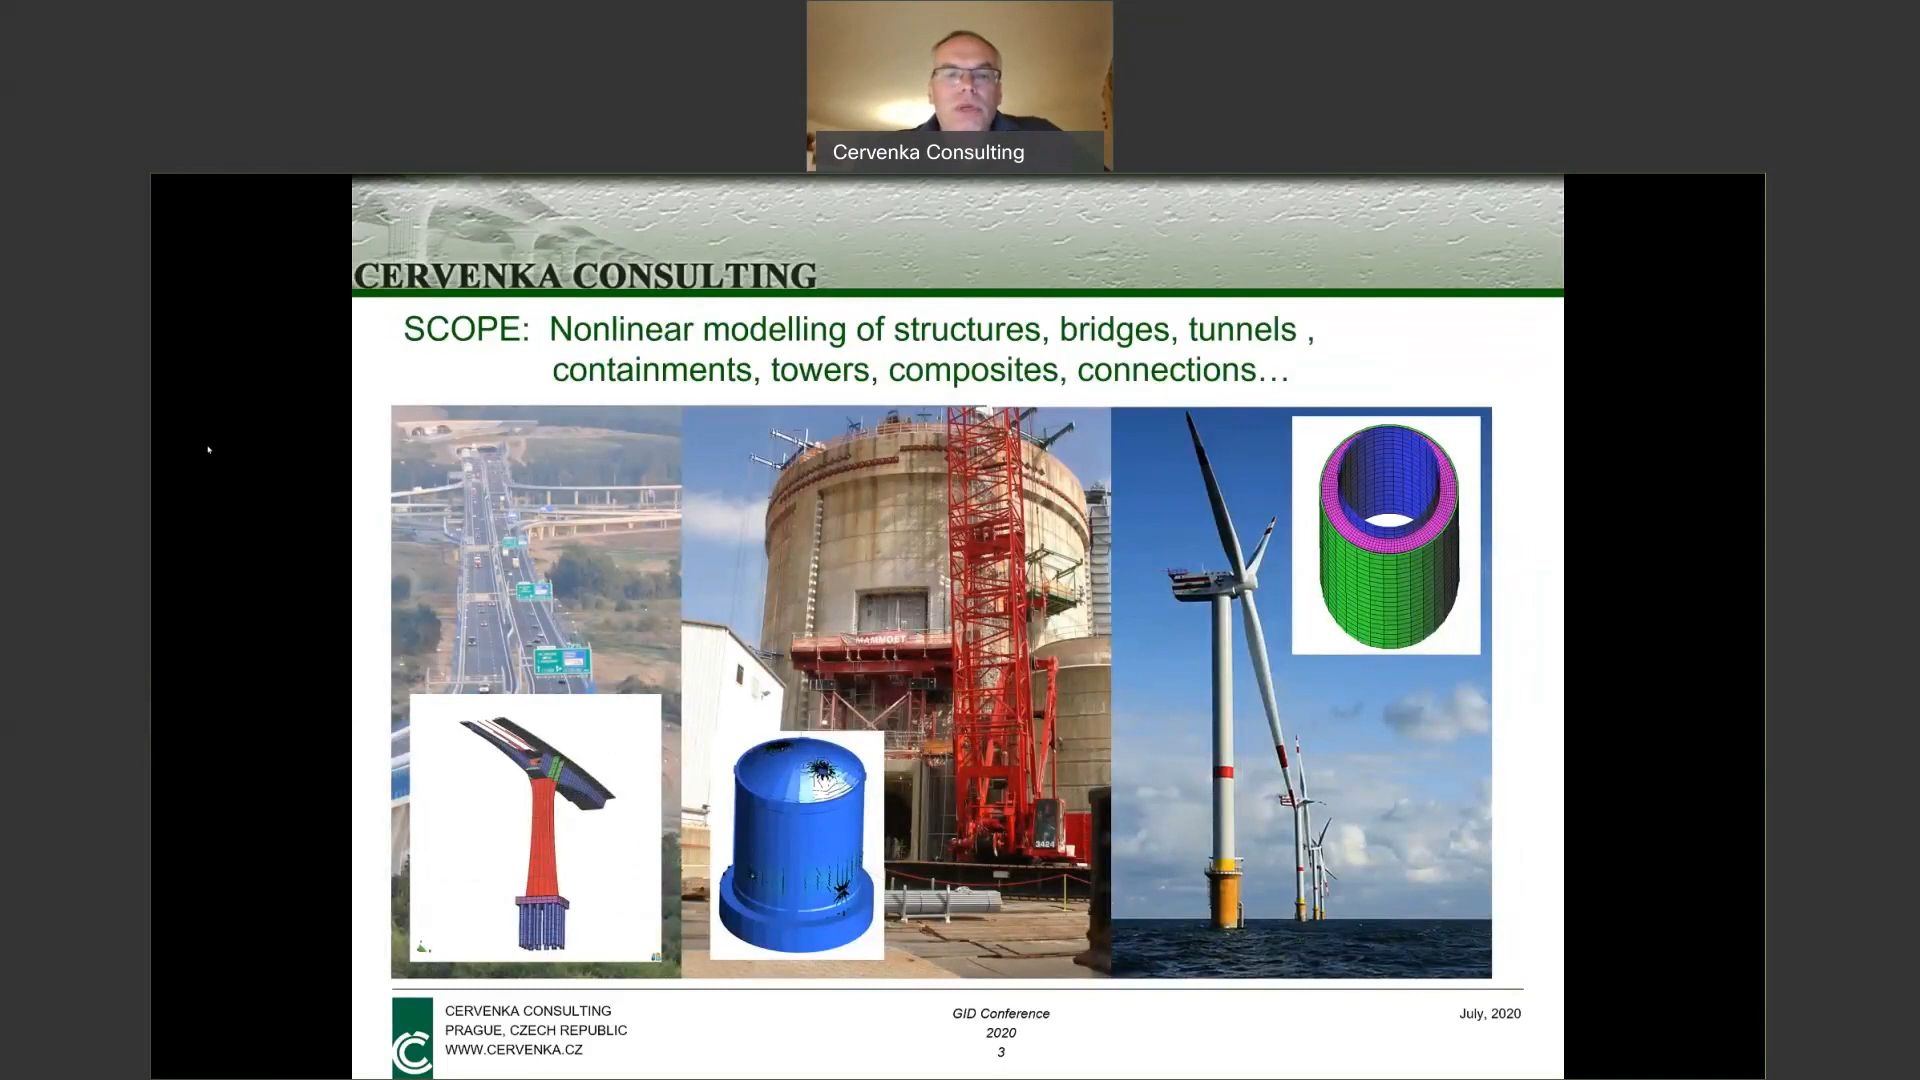 Cervenka Consulting
CERVENKA CONSULTING
SCOPE: Nonlinear modelling of structures, bridges, tunnels ,
containments, towers, composites, connections…
MAMMOET
3424
CERVENKA CONSULTING
PRAGUE, CZECH REPUBLIC
WWW.CERVENKA.CZ
GID Conference
2020
3
July, 2020